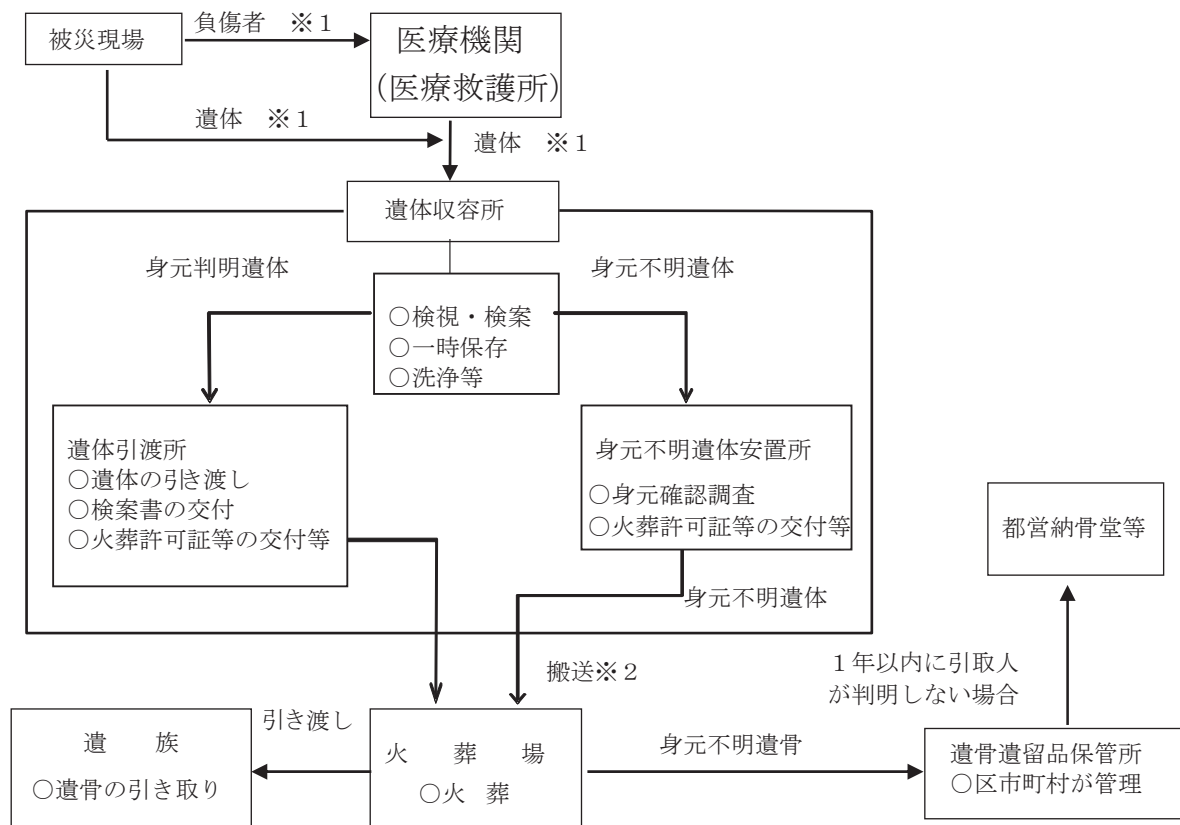 被災現場
負傷者　※１
医療機関
（医療救護所）
遺体　※１
遺体　※１
遺体収容所
身元判明遺体
身元不明遺体
○検視・検案
○一時保存
○洗浄等
遺体引渡所
○遺体の引き渡し
○検案書の交付
○火葬許可証等の交付等
身元不明遺体安置所
○身元確認調査
○火葬許可証等の交付等
都営納骨堂等
身元不明遺体
搬送※２
１年以内に引取人
が判明しない場合
引き渡し
遺　族
○遺骨の引き取り
火　葬　場
○火　葬
身元不明遺骨
遺骨遺留品保管所
○区市町村が管理